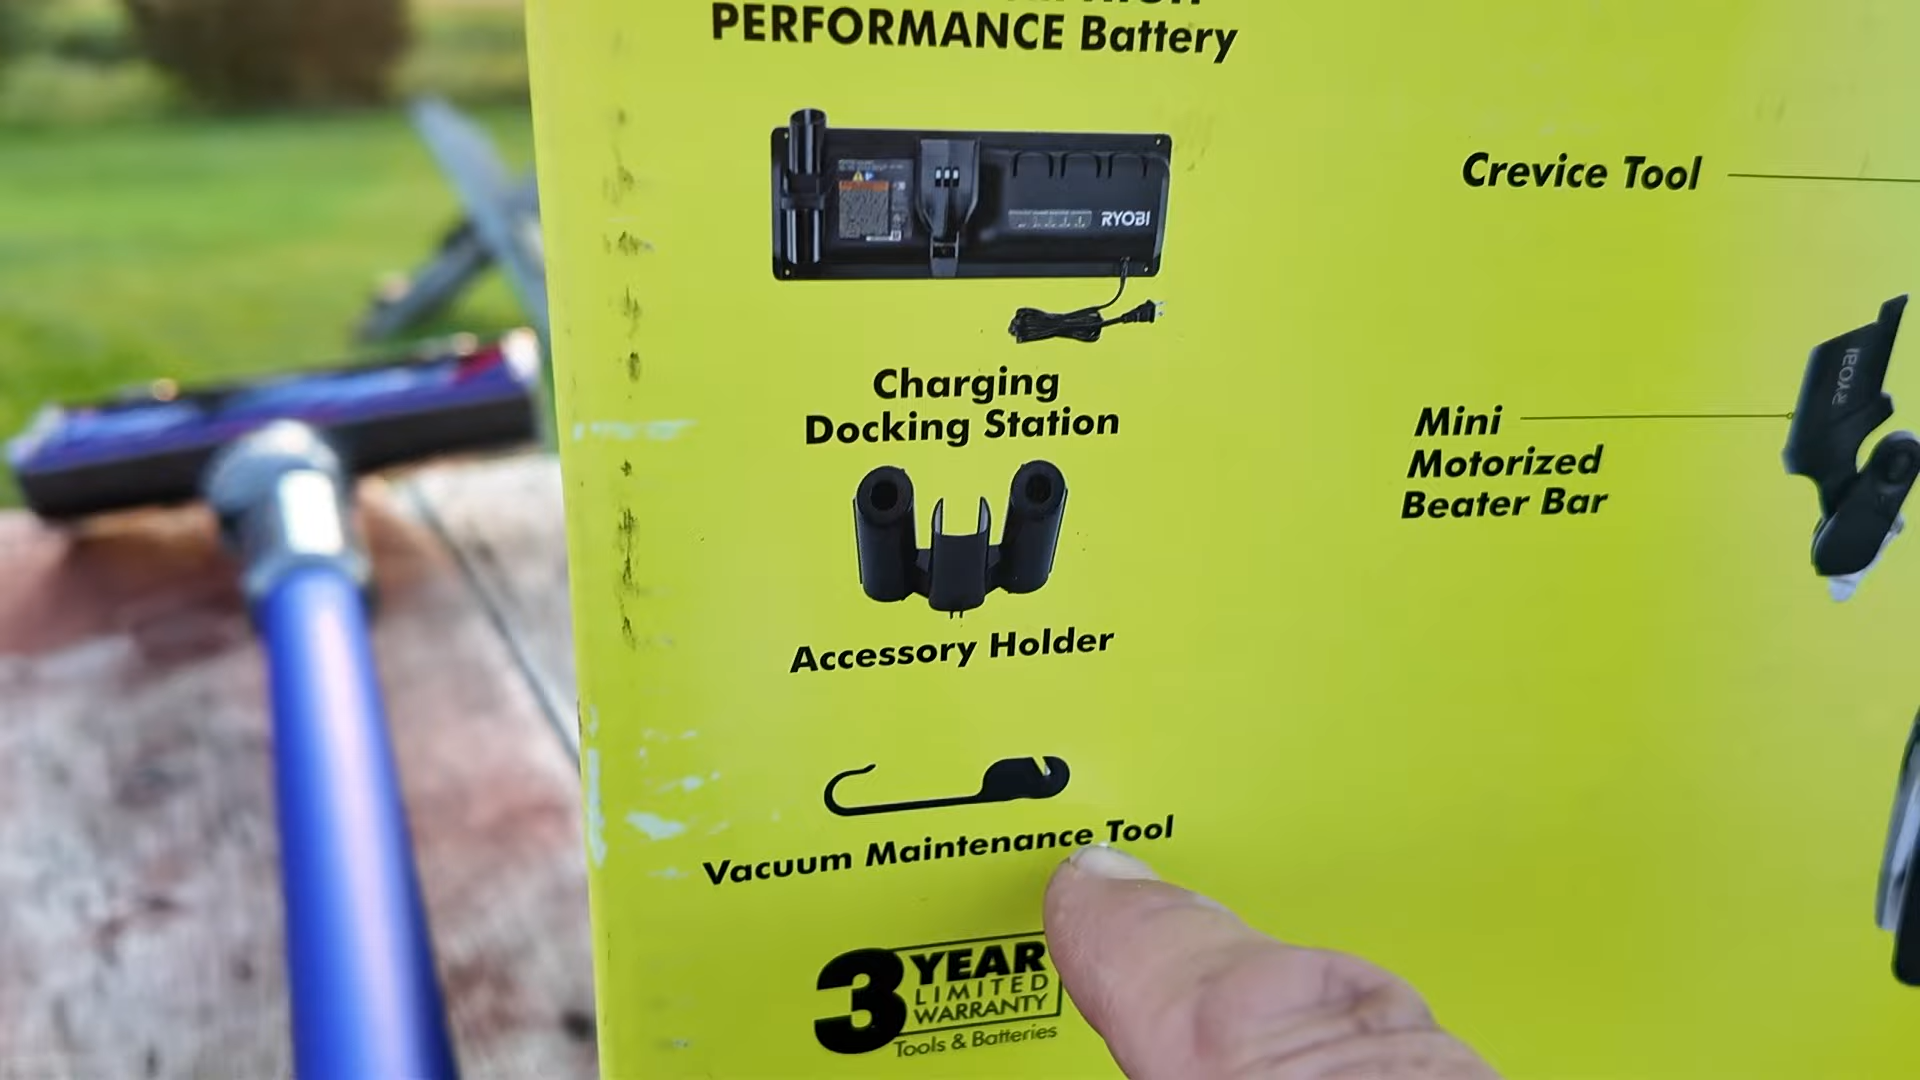 PERFORMANCE Battery
RYOBI
Charging
Docking Station
Accessory Holder
Vacuum Maintenance Tool
3 YEAR
LIMITED
WARRANTY
Tools & Batteries
Crevice Tool
Mini
Motorized
Beater Bar
RYOBI